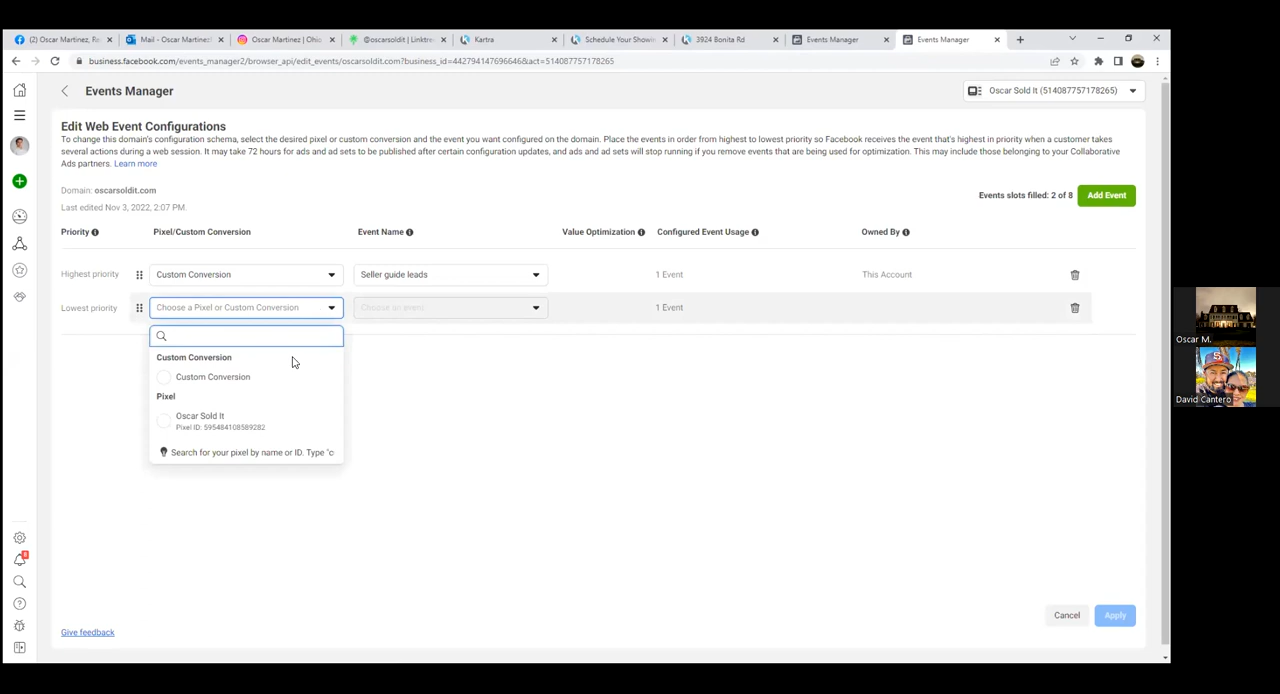 (2) Oscar Martinez, Re
Mail - Oscar Martinez
Oscar Martinez | Ohio
@oscarsoldit | Linktree
Kartra
Schedule Your Showin
3924 Bonita Rd
Events Manager
Events Manager
business.facebook.com/events_manager2/browser_api/edit_events/oscarsoldit.com?business_id=442794147696646&act=514087757178265
Events Manager
Oscar Sold It (514087757178265)
Edit Web Event Configurations
To change this domain's configuration schema, select the desired pixel or custom conversion and the event you want configured on the domain. Place the events in order from highest to lowest priority so Facebook receives the event that's highest in priority when a customer takes
several actions during a web session. It may take 72 hours for ads and ad sets to be published after certain configuration updates, and ads and ad sets will stop running if you remove events that are being used for optimization. This may include those belonging to your Collaborative
Ads partners. Learn more
Domain: oscarsoldit.com
Last edited Nov 3, 2022, 2:07 PM.
Events slots filled: 2 of 8
Add Event
Priority
Pixel/Custom Conversion
Event Name
Value Optimization
Configured Event Usage
Owned By
Highest priority
Custom Conversion
Seller guide leads
1 Event
This Account
Lowest priority
Choose a Pixel or Custom Conversion
Choose an event
1 Event
Custom Conversion
Custom Conversion
Pixel
Oscar Sold It
Pixel ID: 595484108589282
Search for your pixel by name or ID. Type "c
Cancel
Apply
Give feedback
Oscar M.
David Cantero